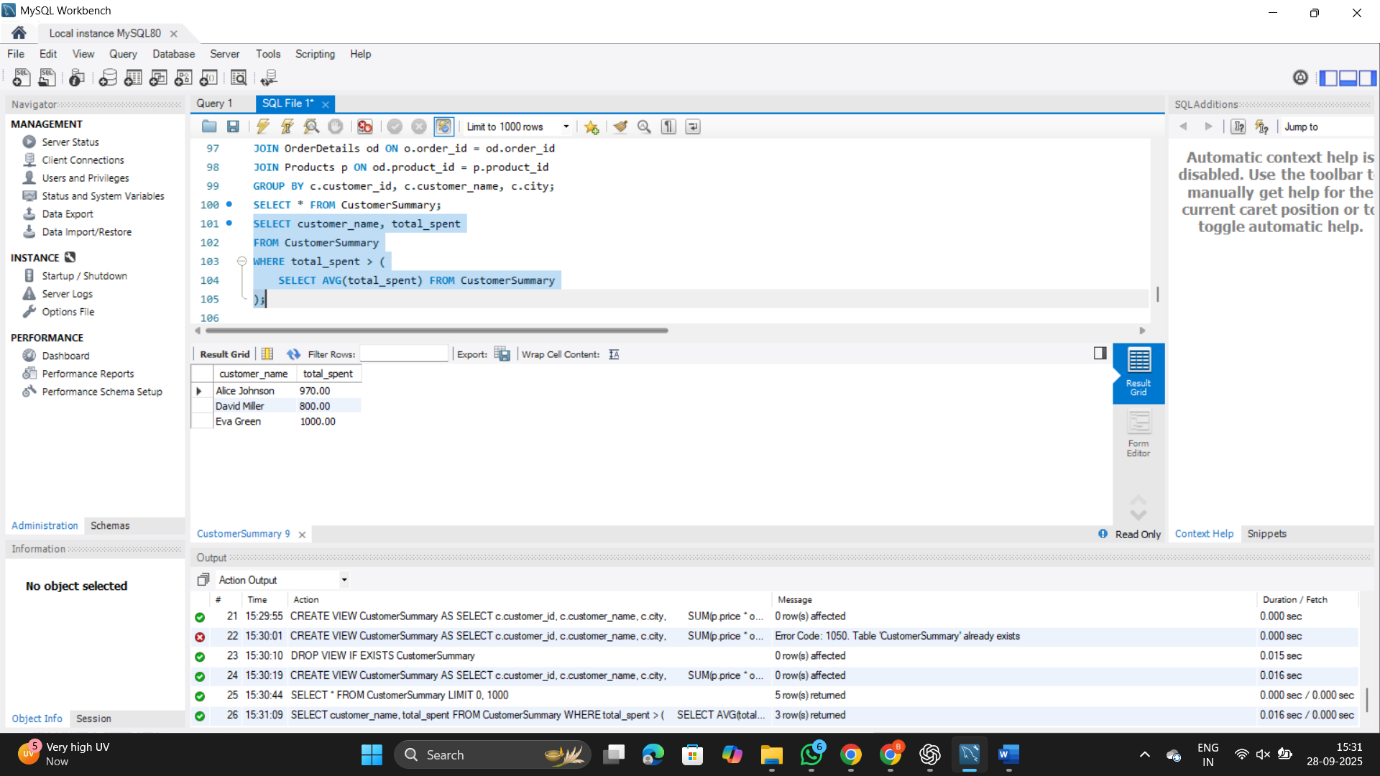 MySQL Workbench
Local instance MySQL80
File Edit View Query Database Server Tools Scripting Help
Navigator
MANAGEMENT
Server Status
Client Connections
Users and Privileges
Status and System Variables
Data Export
Data Import/Restore
INSTANCE
Startup / Shutdown
Server Logs
Options File
PERFORMANCE
Dashboard
Performance Reports
Performance Schema Setup
Administration Schemas
Information
No object selected
Object Info Session
Query 1 SQL File 1*
Limit to 1000 rows
97 JOIN OrderDetails od ON o.order_id = od.order_id
98 JOIN Products p ON od.product_id = p.product_id
99 GROUP BY c.customer_id, c.customer_name, c.city;
100 SELECT * FROM CustomerSummary;
101 SELECT customer_name, total_spent
102 FROM CustomerSummary
103 WHERE total_spent > (
104 SELECT AVG(total_spent) FROM CustomerSummary
105 );
106
Result Grid Filter Rows: Export: Wrap Cell Content:
customer_name total_spent
Alice Johnson 970.00
David Miller 800.00
Eva Green 1000.00
Result Grid
Form Editor
CustomerSummary 9 Read Only
SQLAdditions
Jump to
Automatic context help is
disabled. Use the toolbar t
manually get help for the
current caret position or to
toggle automatic help.
Context Help Snippets
Output
Action Output
# Time Action Message Duration / Fetch
21 15:29:55 CREATE VIEW CustomerSummary AS SELECT c.customer_id, c.customer_name, c.city, SUM(p.price * o... 0 row(s) affected 0.000 sec
22 15:30:01 CREATE VIEW CustomerSummary AS SELECT c.customer_id, c.customer_name, c.city, SUM(p.price * o... Error Code: 1050. Table 'CustomerSummary' already exists 0.000 sec
23 15:30:10 DROP VIEW IF EXISTS CustomerSummary 0 row(s) affected 0.015 sec
24 15:30:19 CREATE VIEW CustomerSummary AS SELECT c.customer_id, c.customer_name, c.city, SUM(p.price * o... 0 row(s) affected 0.016 sec
25 15:30:44 SELECT * FROM CustomerSummary LIMIT 0, 1000 5 row(s) returned 0.000 sec / 0.000 sec
26 15:31:09 SELECT customer_name, total_spent FROM CustomerSummary WHERE total_spent > ( SELECT AVG(total... 3 row(s) returned 0.016 sec / 0.000 sec
5 Very high UV
Now
Search
6
8
ENG
IN
15:31
28-09-2025